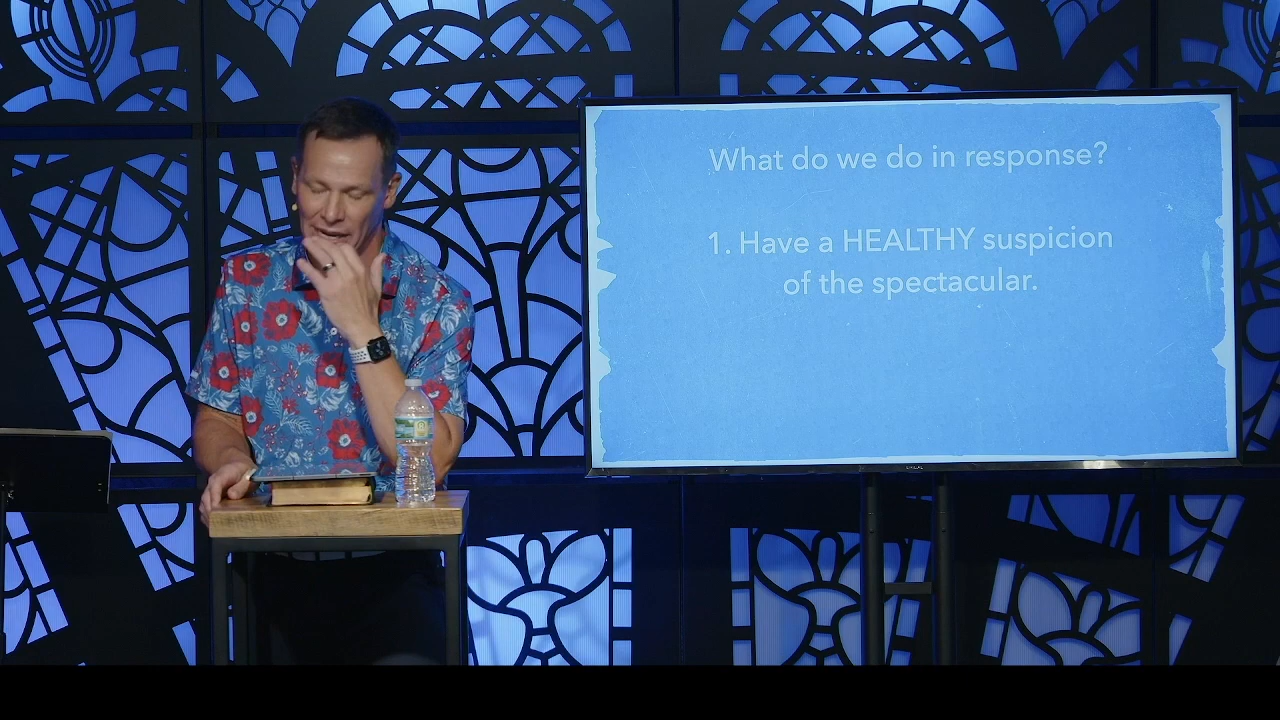 What do we do in response?
1. Have a HEALTHY suspicion
of the spectacular.